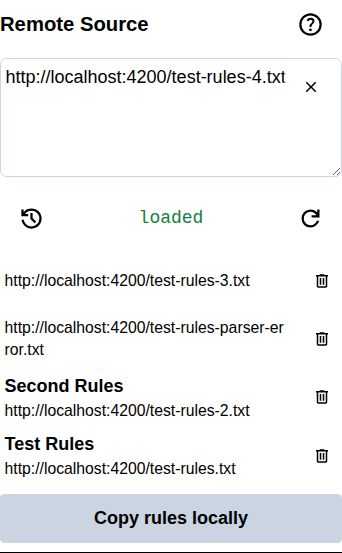 Remote Source
http://localhost:4200/test-rules-4.txt
loaded
http://localhost:4200/test-rules-3.txt
http://localhost:4200/test-rules-parser-er
ror.txt
Second Rules
http://localhost:4200/test-rules-2.txt
Test Rules
http://localhost:4200/test-rules.txt
Copy rules locally